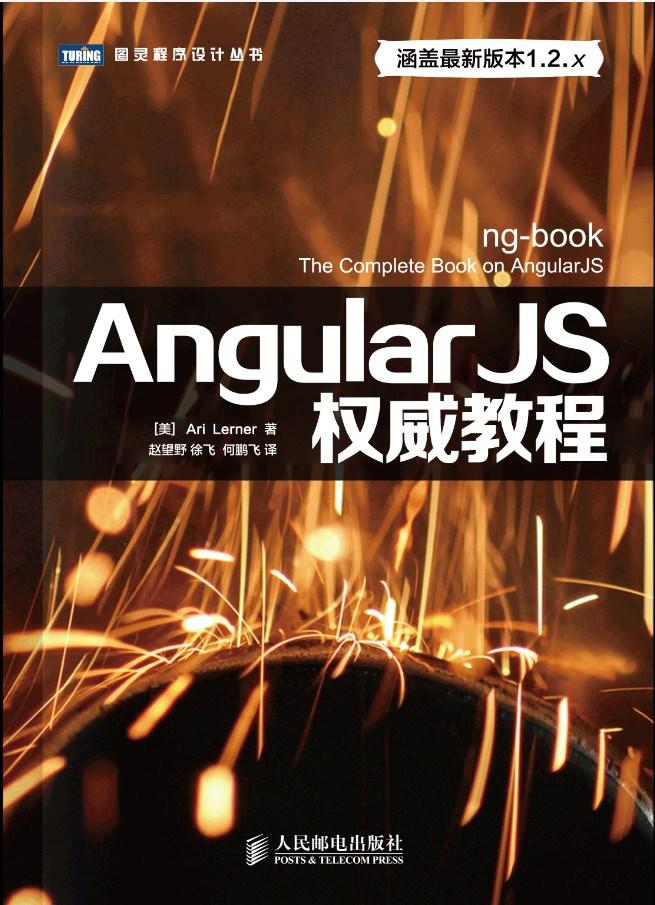 TURING 图灵程序设计丛书
涵盖最新版本1.2.x
ng-book
The Complete Book on AngularJS
AngularJS
权威教程
[美] Ari Lerner 著
赵望野 徐飞 何鹏飞 译
人民邮电出版社
POSTS & TELECOM PRESS